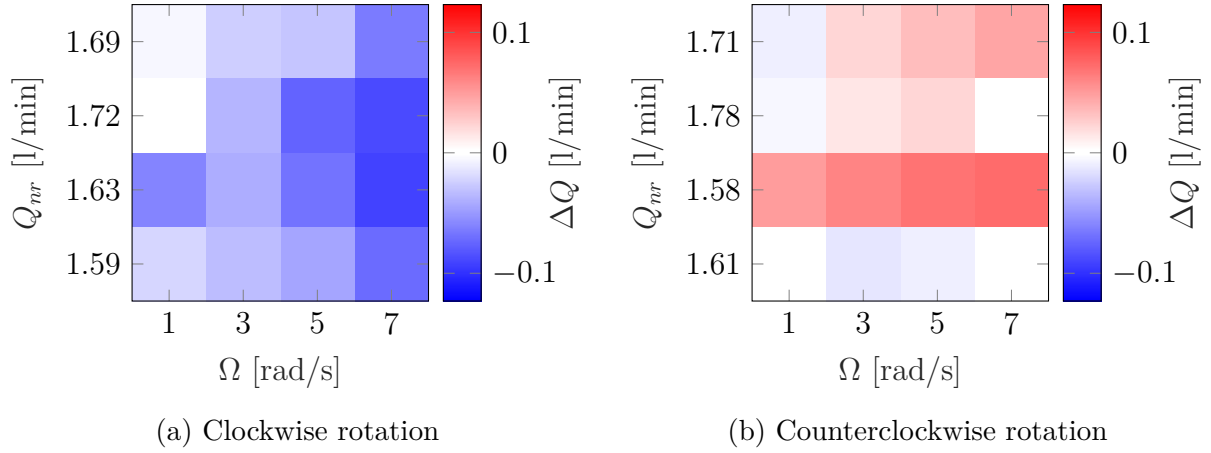 1.69
1.72
1.63
1.59
Q_nr [l/min]
1 3 5 7
Ω [rad/s]
0.1
0
−0.1
ΔQ [l/min]
(a) Clockwise rotation
1.71
1.78
1.58
1.61
Q_nr [l/min]
1 3 5 7
Ω [rad/s]
0.1
0
−0.1
ΔQ [l/min]
(b) Counterclockwise rotation